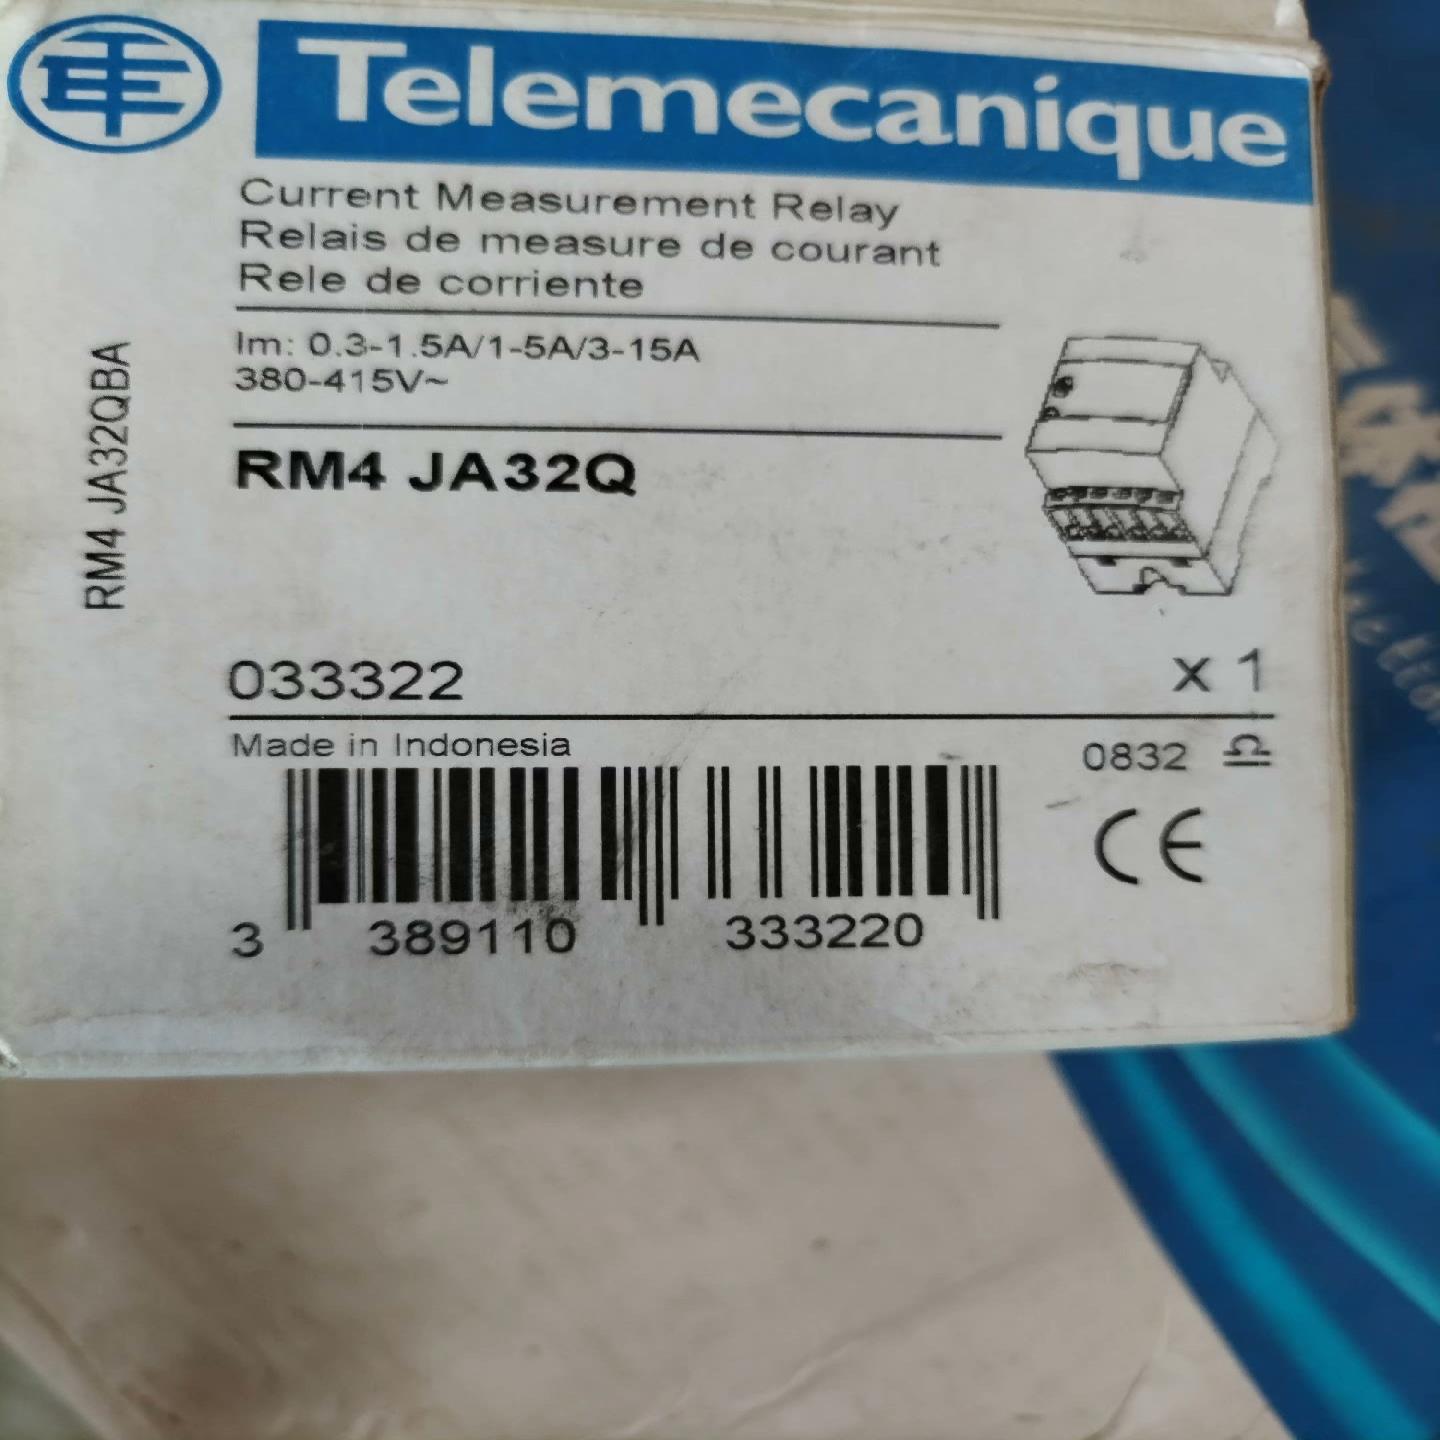 Telemecanique
Current Measurement Relay
Relais de measure de courant
Rele de corriente
Im: 0.3-1.5A/1-5A/3-15A
380-415V~
RM4 JA32Q
RM4 JA32QBA
033322
x 1
Made in Indonesia
0832
CE
3 389110 333220